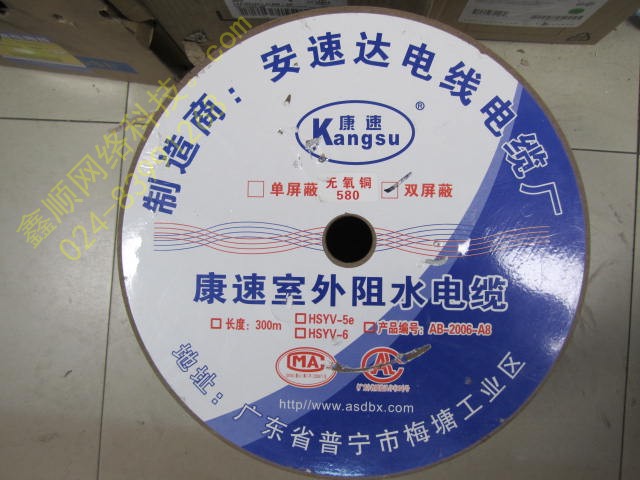 制造商：安速达电线电缆厂
康速
®
Kangsu
单屏蔽
无氧铜
580
双屏蔽
康速室外阻水电缆
长度：300m
HSYV-5e
HSYV-6
产品编号：AB-2006-A8
MA
http//www.asdbx.com
地址：广东省普宁市梅塘工业区
鑫顺网络科技